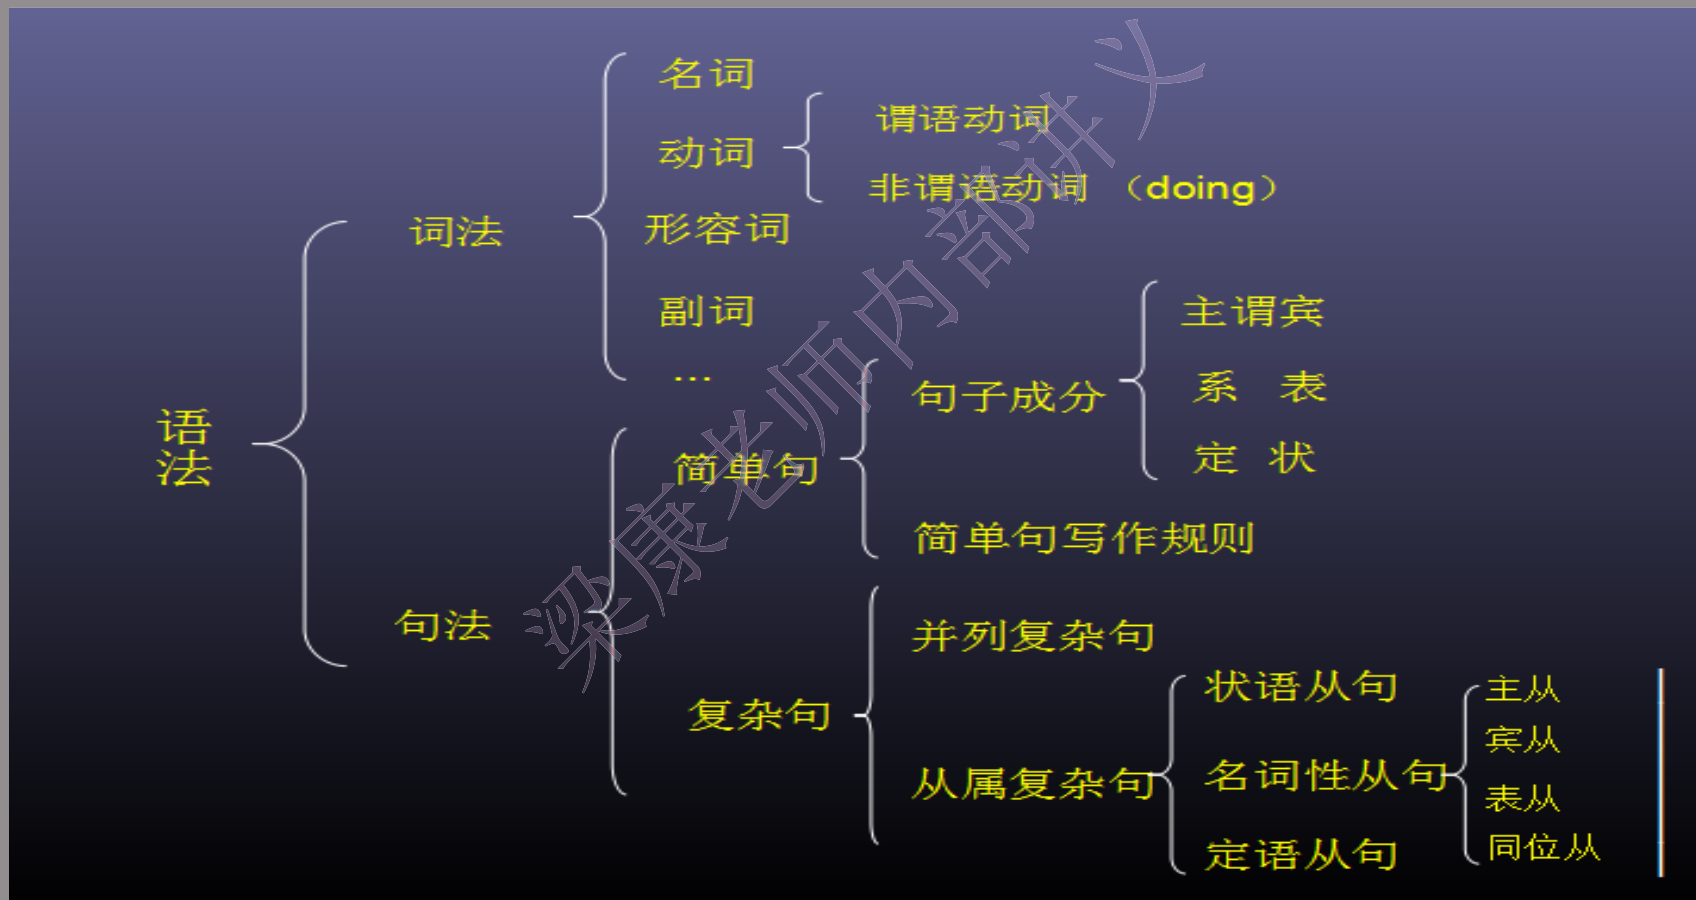 名词
谓语动词
动词
非谓语动词 （doing）
词法
形容词
副词
主谓宾
…
系 表
句子成分
语法
定 状
简单句
简单句写作规则
句法
并列复杂句
状语从句
主从
复杂句
宾从
名词性从句
从属复杂句
表从
定语从句
同位从
梁康老师内部讲义